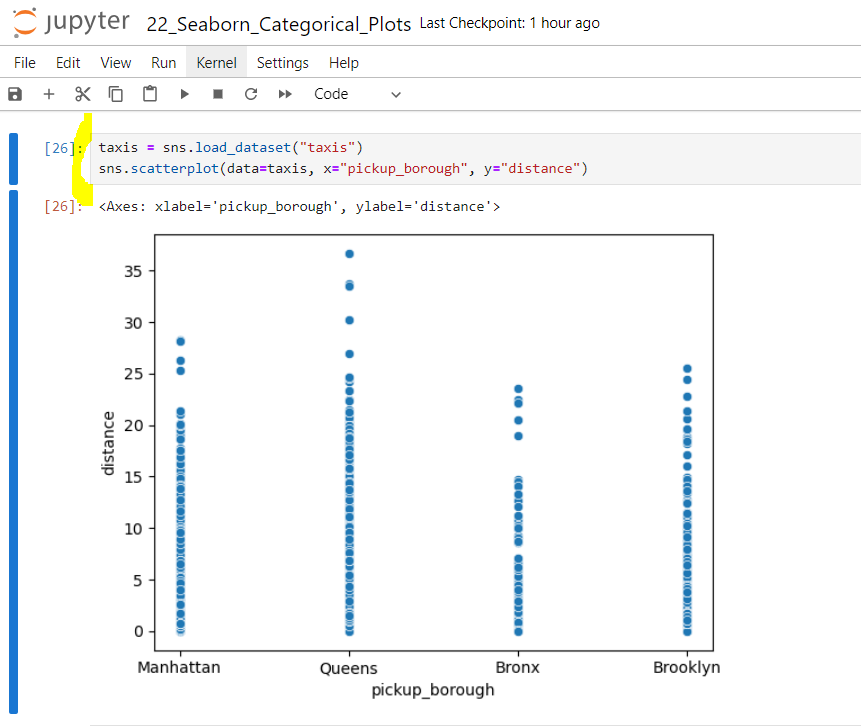 jupyter 22_Seaborn_Categorical_Plots Last Checkpoint: 1 hour ago
File Edit View Run Kernel Settings Help
Code
[26]: taxis = sns.load_dataset("taxis")
sns.scatterplot(data=taxis, x="pickup_borough", y="distance")
[26]: <Axes: xlabel='pickup_borough', ylabel='distance'>
35
30
25
20
15
10
5
0
distance
Manhattan Queens Bronx Brooklyn
pickup_borough